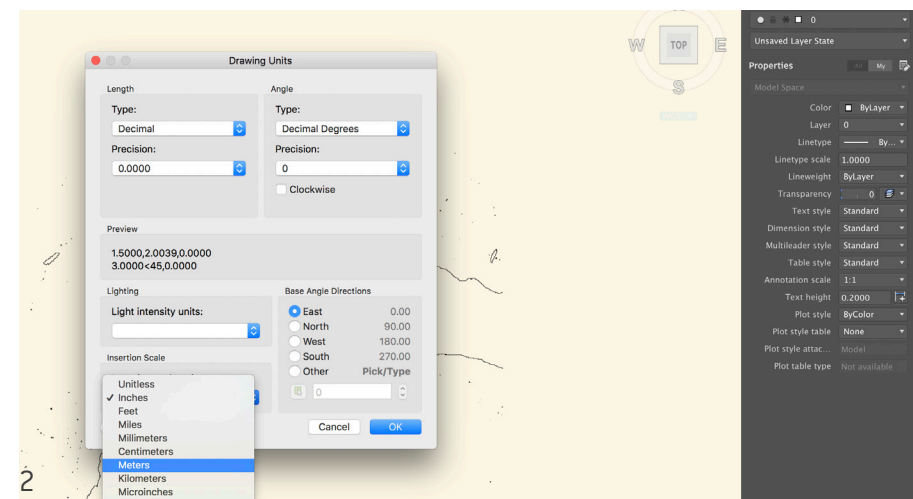 Drawing Units
Length
Type:
Decimal
Precision:
0.0000
Angle
Type:
Decimal Degrees
Precision:
0
Clockwise
Preview
1.5000,2.0039,0.0000
3.0000<45,0.0000
Lighting
Light intensity units:
Insertion Scale
Unitless
✓ Inches
Feet
Miles
Millimeters
Centimeters
Meters
Kilometers
Microinches
Base Angle Directions
East 0.00
North 90.00
West 180.00
South 270.00
Other Pick/Type
0
Cancel OK
2
W TOP E
S
0
Unsaved Layer State
Properties All My
Model Space
Color ByLayer
Layer 0
Linetype By...
Linetype scale 1.0000
Lineweight ByLayer
Transparency 0
Text style Standard
Dimension style Standard
Multileader style Standard
Table style Standard
Annotation scale 1:1
Text height 0.2000
Plot style ByColor
Plot style table None
Plot style attac... Model
Plot table type Not available